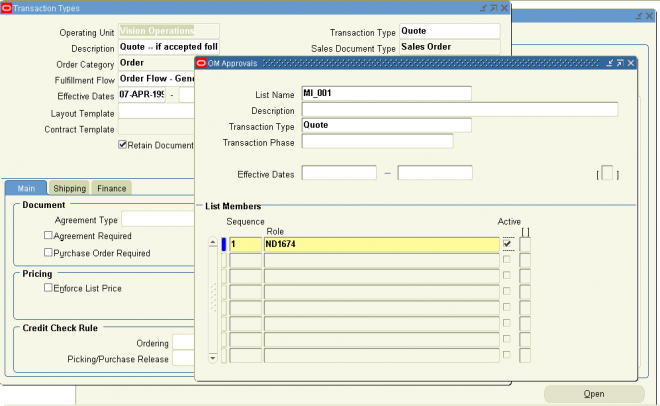 Transaction Types
Operating Unit Vision Operations
Transaction Type Quote
Description Quote -- if accepted foll
Sales Document Type Sales Order
Order Category Order
Fulfillment Flow Order Flow - Gene
Effective Dates 07-APR-199 -
Layout Template
Contract Template
Retain Document
Main Shipping Finance
Document
Agreement Type
Agreement Required
Purchase Order Required
Pricing
Enforce List Price
Credit Check Rule
Ordering
Picking/Purchase Release
OM Approvals
List Name MI_001
Description
Transaction Type Quote
Transaction Phase
Effective Dates –
[ ]
List Members
Sequence Role Active [ ]
1 ND1674
Open